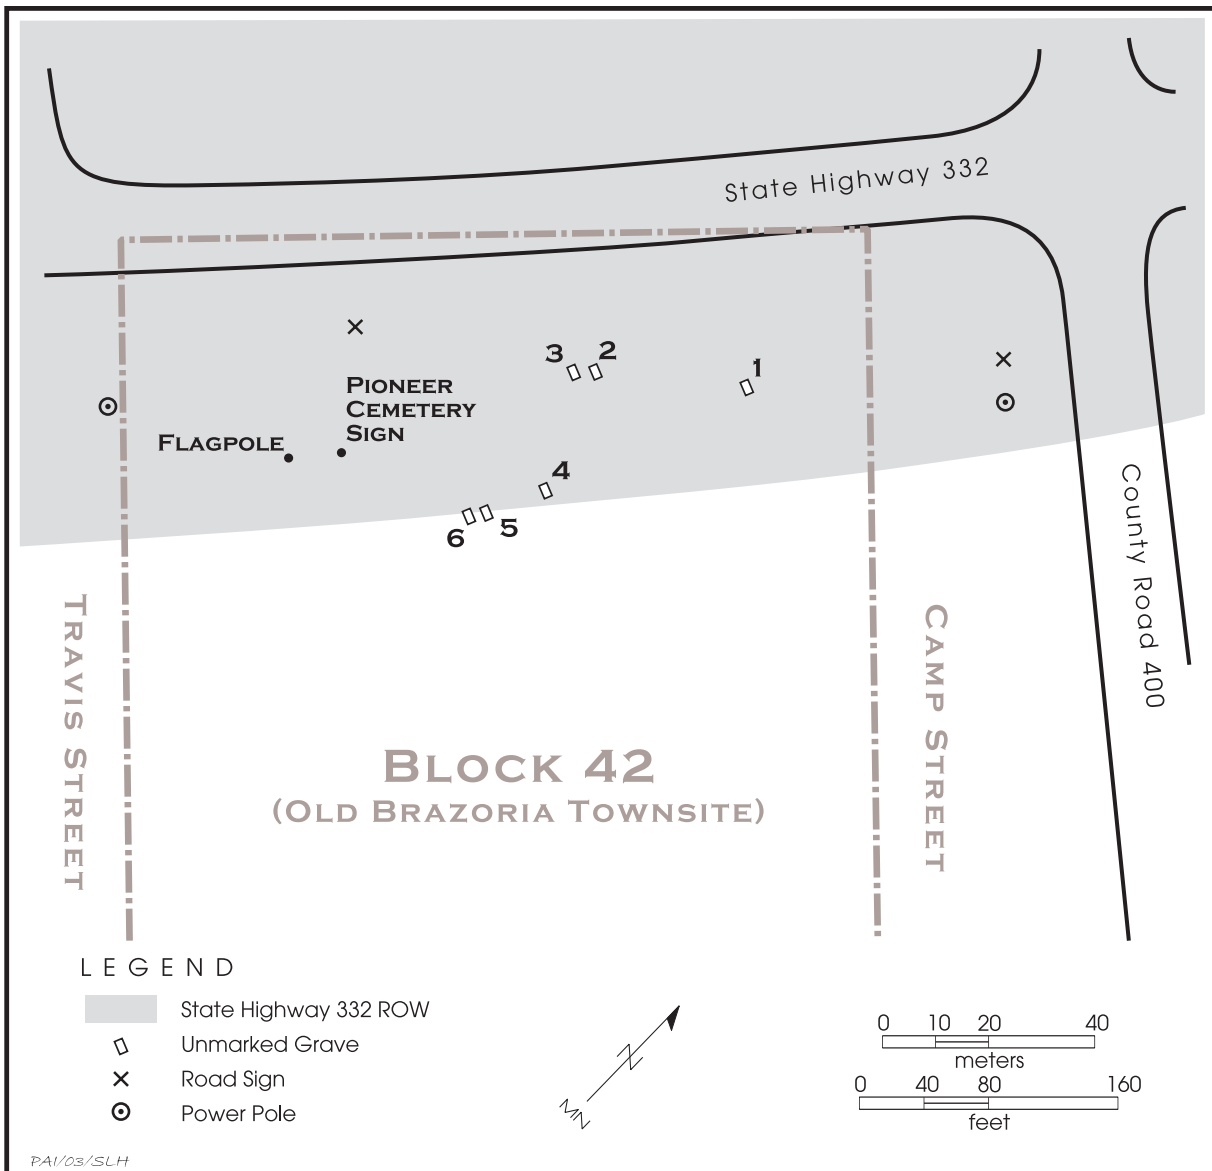 State Highway 332
3
2
1
PIONEER
CEMETERY
SIGN
FLAGPOLE
4
6
5
County Road 400
TRAVIS STREET
CAMP STREET
BLOCK 42
(OLD BRAZORIA TOWNSITE)
LEGEND
State Highway 332 ROW
Unmarked Grave
Road Sign
Power Pole
N
MN
0 10 20 40
meters
0 40 80 160
feet
PAI/03/SLH